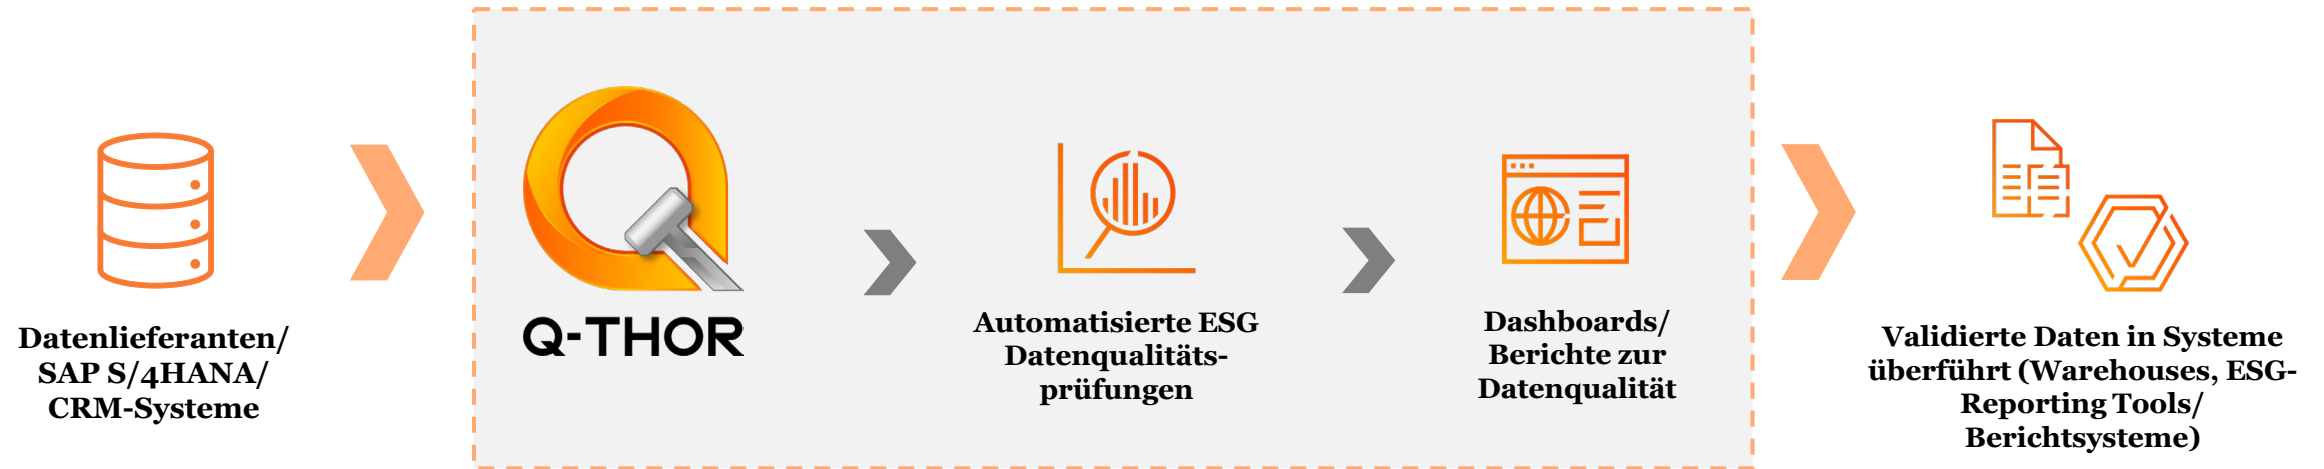 Datenlieferanten/
SAP S/4HANA/
CRM-Systeme
Q-THOR
Automatisierte ESG
Datenqualitäts-
prüfungen
Dashboards/
Berichte zur
Datenqualität
Validierte Daten in Systeme
überführt (Warehouses, ESG-
Reporting Tools/
Berichtsysteme)